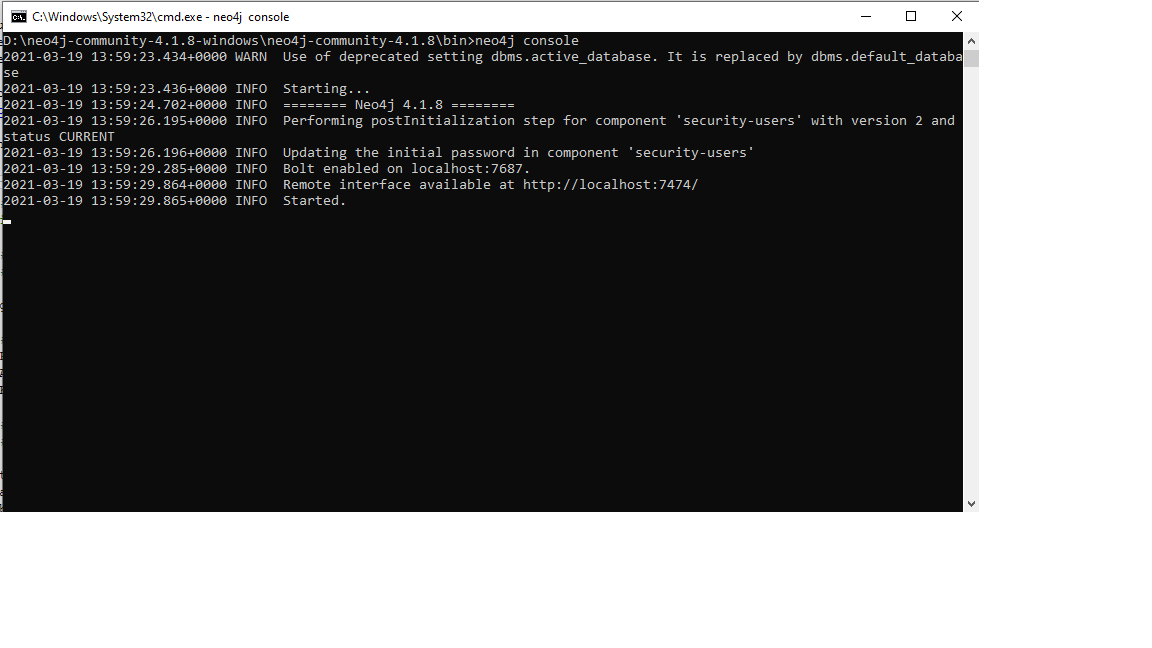 C:\Windows\System32\cmd.exe - neo4j  console
D:\neo4j-community-4.1.8-windows\neo4j-community-4.1.8\bin>neo4j console
2021-03-19 13:59:23.434+0000 WARN  Use of deprecated setting dbms.active_database. It is replaced by dbms.default_databa
se
2021-03-19 13:59:23.436+0000 INFO  Starting...
2021-03-19 13:59:24.702+0000 INFO  ======== Neo4j 4.1.8 ========
2021-03-19 13:59:26.195+0000 INFO  Performing postInitialization step for component 'security-users' with version 2 and
status CURRENT
2021-03-19 13:59:26.196+0000 INFO  Updating the initial password in component 'security-users'
2021-03-19 13:59:29.285+0000 INFO  Bolt enabled on localhost:7687.
2021-03-19 13:59:29.864+0000 INFO  Remote interface available at http://localhost:7474/
2021-03-19 13:59:29.865+0000 INFO  Started.